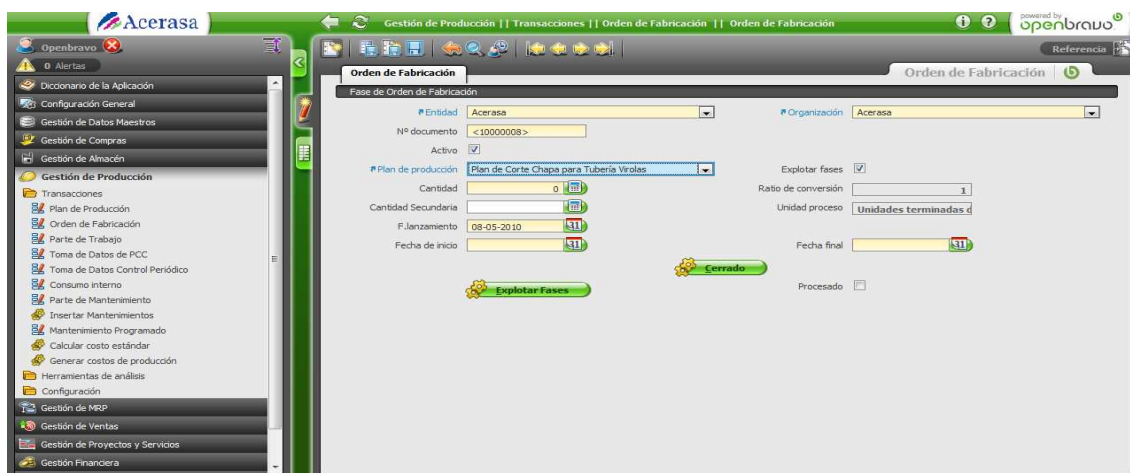 Acerasa
Gestión de Producción || Transacciones || Orden de Fabricación || Orden de Fabricación
powered by
openbravo
Openbravo
0 Alertas
Referencia
Diccionario de la Aplicación
Configuración General
Gestión de Datos Maestros
Gestión de Compras
Gestión de Almacén
Gestión de Producción
Transacciones
Plan de Producción
Orden de Fabricación
Parte de Trabajo
Toma de Datos de PCC
Toma de Datos Control Periódico
Consumo interno
Parte de Mantenimiento
Insertar Mantenimientos
Mantenimiento Programado
Calcular costo estándar
Generar costos de producción
Herramientas de análisis
Configuración
Gestión de MRP
Gestión de Ventas
Gestión de Proyectos y Servicios
Gestión Financiera
Orden de Fabricación
Orden de Fabricación
Fase de Orden de Fabricación
Entidad Acerasa
Organización Acerasa
Nº documento <10000008>
Activo
Plan de producción Plan de Corte Chapa para Tubería Virolas
Explotar fases
Cantidad 0
Ratio de conversión 1
Cantidad Secundaria
Unidad proceso Unidades terminadas d
F.lanzamiento 08-05-2010 31
Fecha de inicio 31
Fecha final 31
Cerrado
Explotar Fases
Procesado